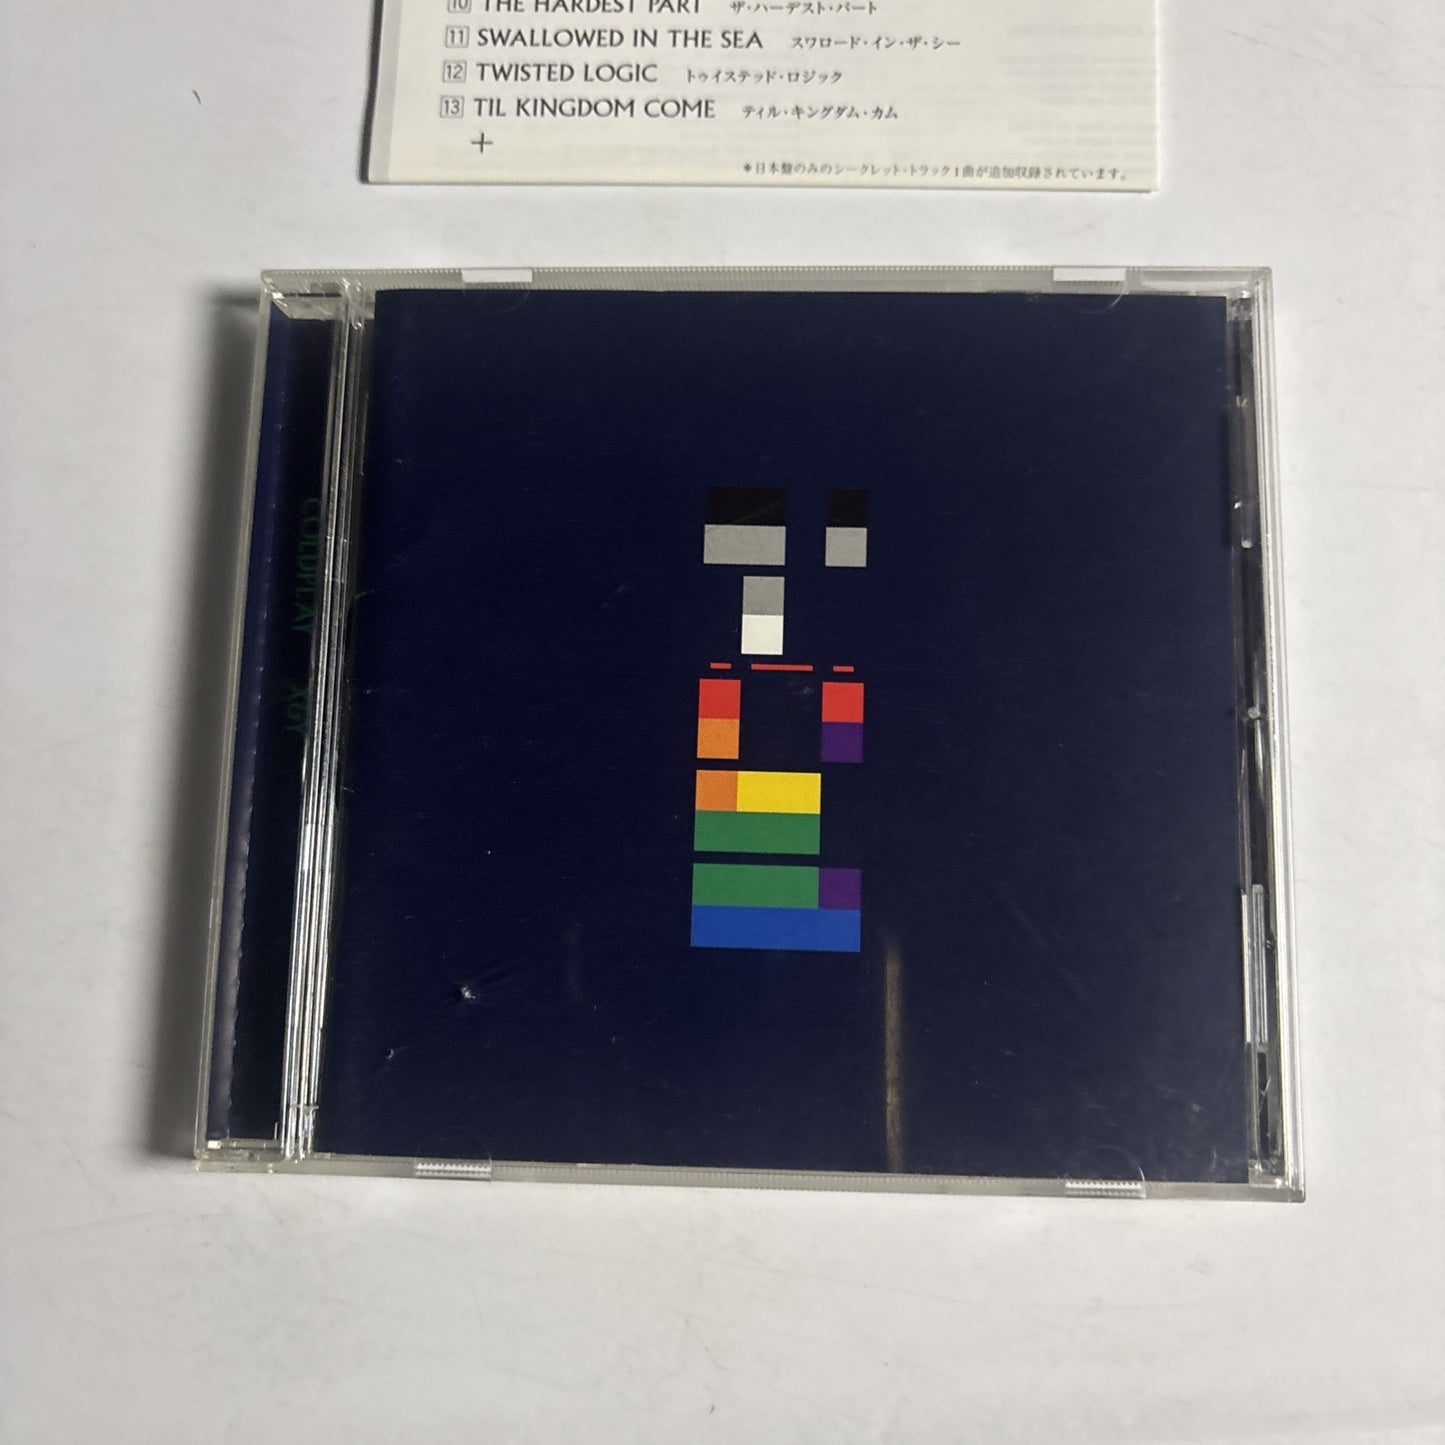 10 THE HARDEST PART ザ・ハーデスト・パート
11 SWALLOWED IN THE SEA スワロード・イン・ザ・シー
12 TWISTED LOGIC トゥイステッド・ロジック
13 TIL KINGDOM COME ティル・キングダム・カム
+
*日本盤のみのシークレット・トラック1曲が追加収録されています。
COLDPLAY X&Y